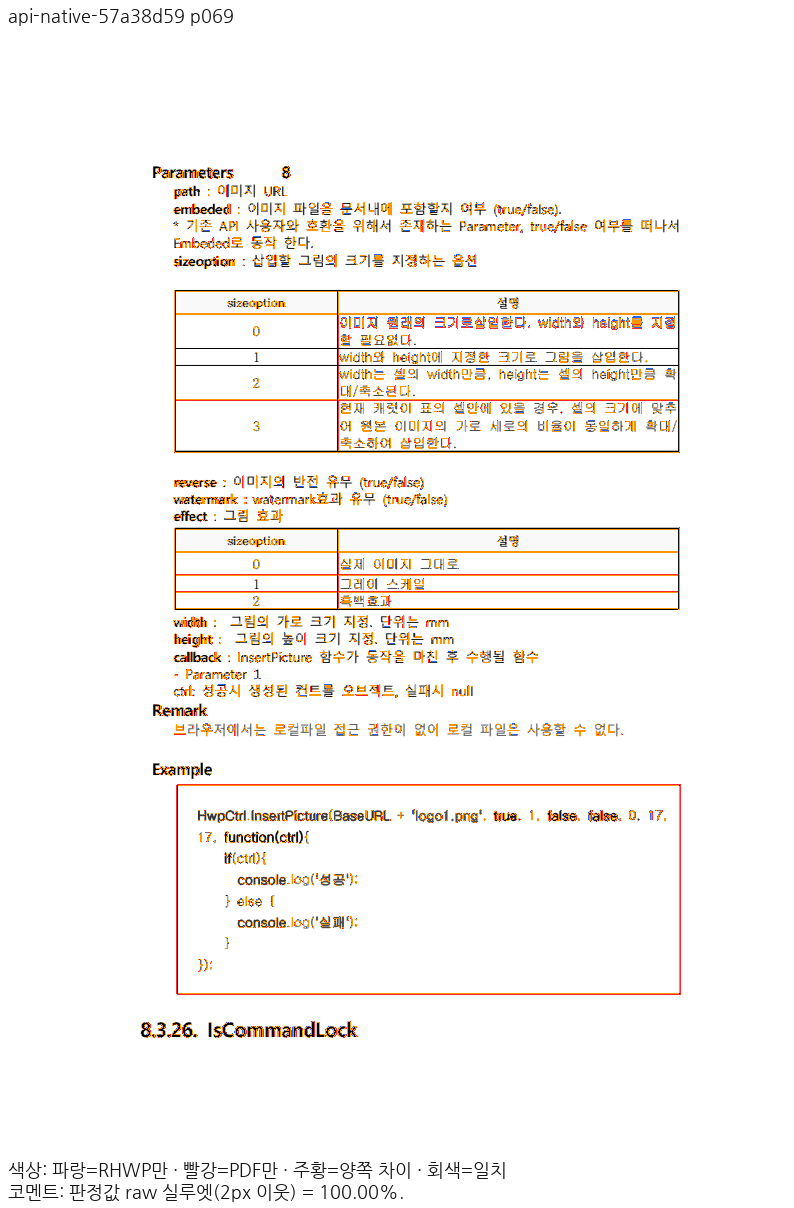 api-native-57a38d59 p069
Parameters 8
path : 이미지 URL
embeded : 이미지 파일을 문서내에 포함할지 여부 (true/false).
* 기존 API 사용자와 호환을 위해서 존재하는 Parameter, true/false 여부를 떠나서
Embeded로 동작 한다.
sizeoption : 삽입할 그림의 크기를 지정하는 옵션
sizeoption 설명
0 이미지 원래의 크기로삽입한다. width와 height를 지정
할 필요없다.
1 width와 height에 지정한 크기로 그림을 삽입한다.
2 width는 셀의 width만큼, height는 셀의 height만큼 확
대/축소된다.
3 현재 캐럿이 표의 셀안에 있을 경우, 셀의 크기에 맞추
어 원본 이미지의 가로 세로의 비율이 동일하게 확대/
축소하여 삽입한다.
reverse : 이미지의 반전 유무 (true/false)
watermark : watermark효과 유무 (true/false)
effect : 그림 효과
sizeoption 설명
0 실제 이미지 그대로
1 그레이 스케일
2 흑백효과
width : 그림의 가로 크기 지정. 단위는 mm
height : 그림의 높이 크기 지정. 단위는 mm
callback : InsertPicture 함수가 동작을 마친 후 수행될 함수
- Parameter 1
ctrl: 성공시 생성된 컨트롤 오브젝트, 실패시 null
Remark
브라우저에서는 로컬파일 접근 권한이 없어 로컬 파일은 사용할 수 없다.
Example
HwpCtrl.InsertPicture(BaseURL + 'logo1.png', true, 1, false, false, 0, 17,
17, function(ctrl){
if(ctrl){
console.log('성공');
} else {
console.log('실패');
}
});
8.3.26. IsCommandLock
색상: 파랑=RHWP만 · 빨강=PDF만 · 주황=양쪽 차이 · 회색=일치
코멘트: 판정값 raw 실루엣(2px 이웃) = 100.00%.